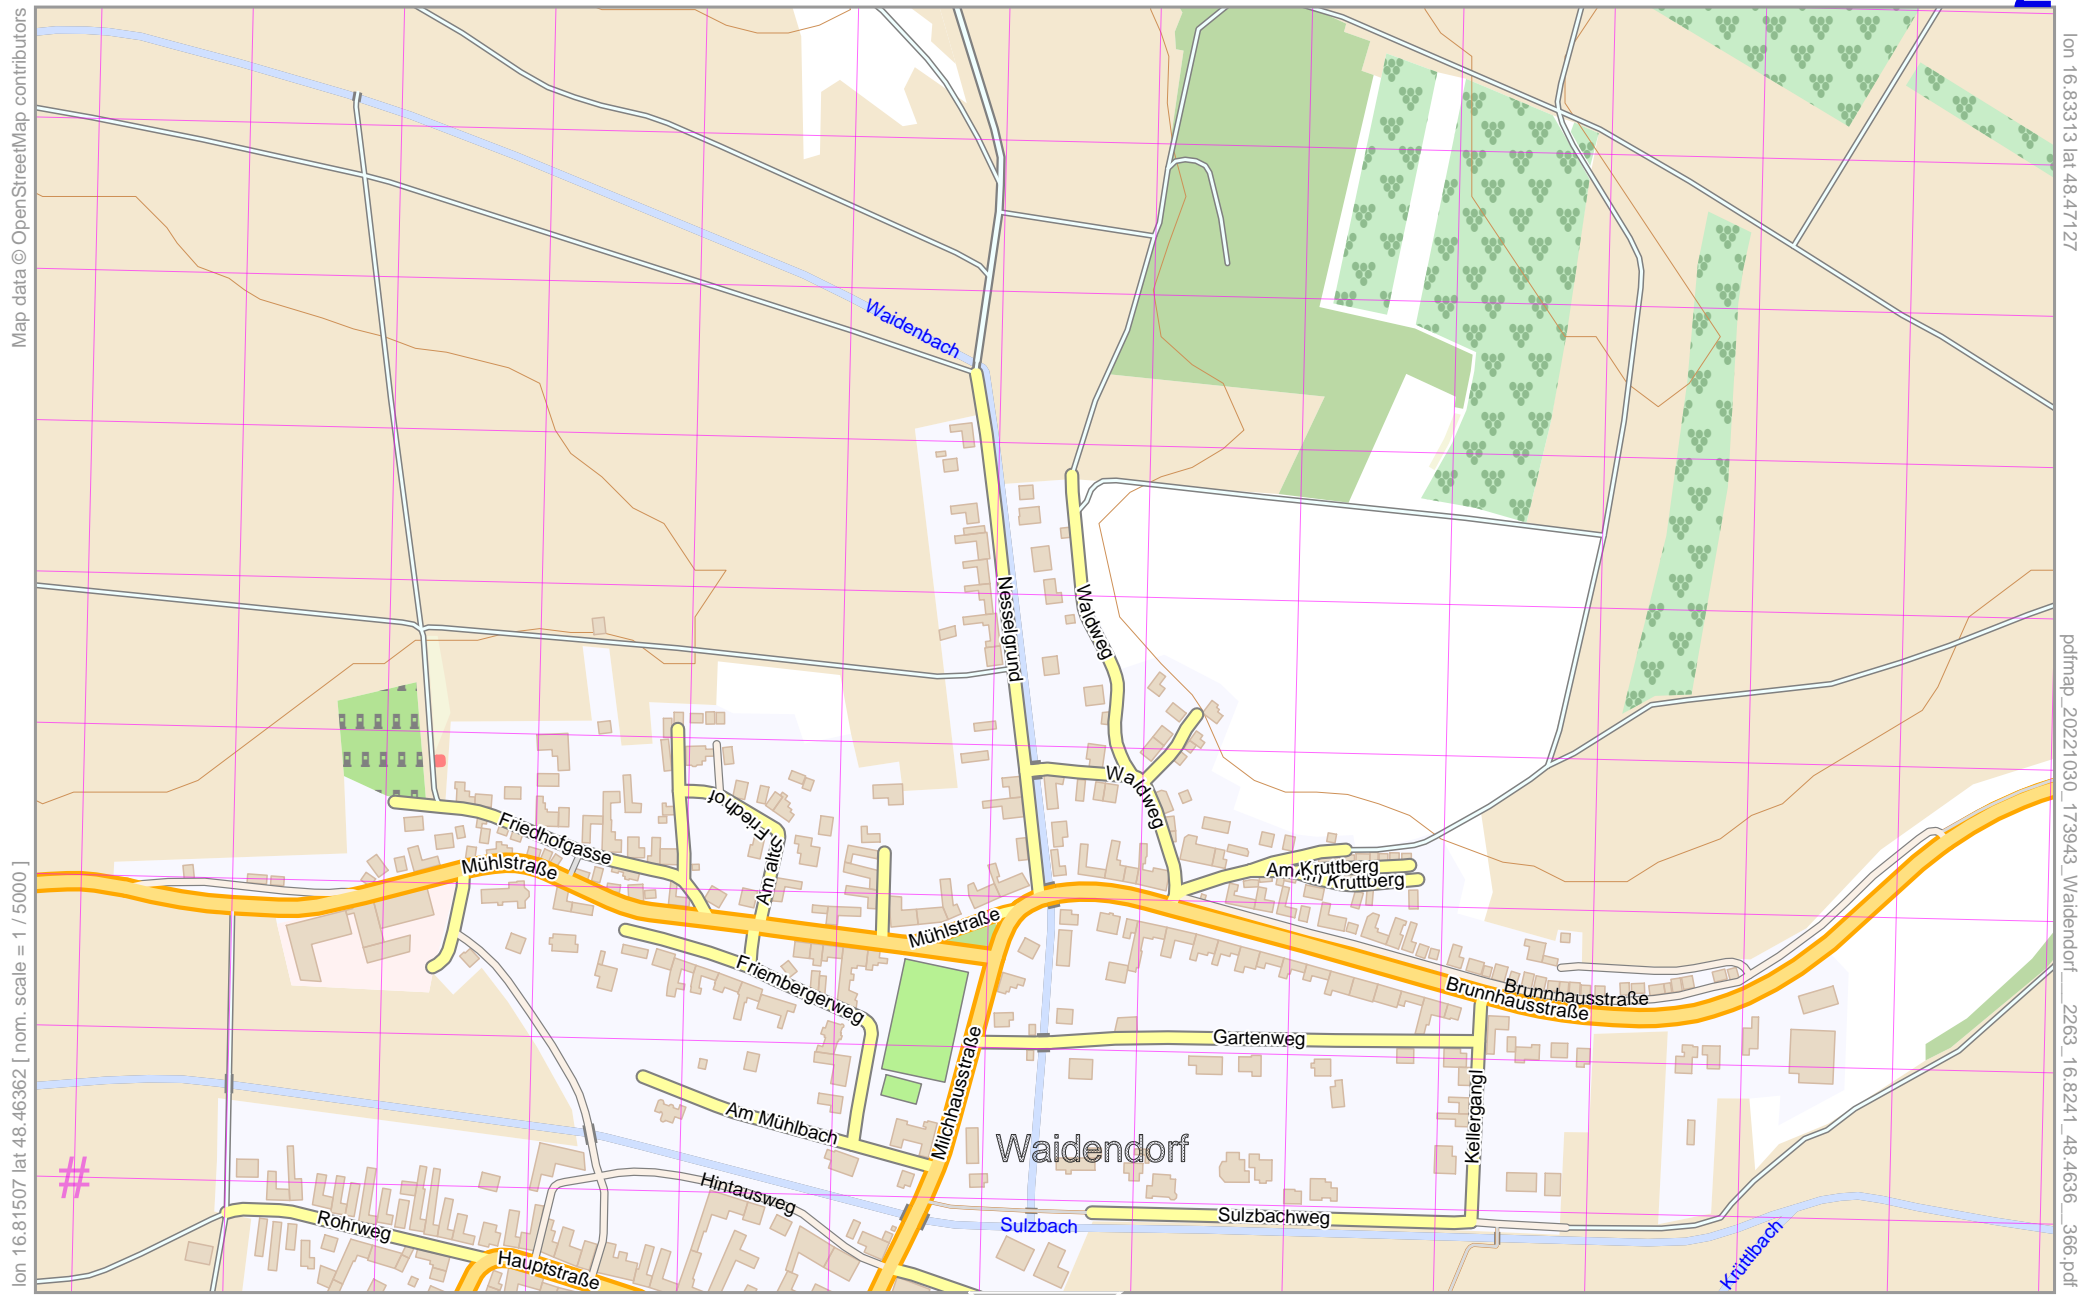 Map data © OpenStreetMap contributors
lon 16.83313 lat 48.47127
Waidenbach
Nesselgrund
Waldweg
Waldweg
Am alten Friedhof
Friedhofgasse
Mühlstraße
Am Kruttberg
Am Kruttberg
Mühlstraße
Friembergerweg
Brunnhausstraße
Brunnhausstraße
Gartenweg
Milchhausstraße
Kellergangl
Am Mühlbach
Waidendorf
#
Hintausweg
Rohrweg
Sulzbach
Sulzbachweg
Krüttlbach
Hauptstraße
lon 16.81507 lat 48.46362 [ nom. scale = 1 / 5000 ]
pdfmap_20221030_173943_Waidendorf___2263_16.8241_48.4636__366.pdf